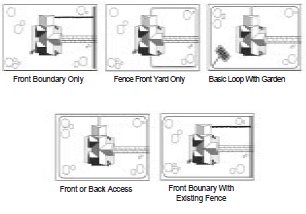 Front Boundary Only
Fence Front Yard Only
Basic Loop With Garden
Front or Back Access
Front Bounary With
Existing Fence